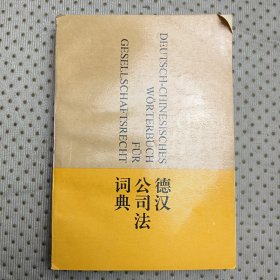 DEUTSCH-CHINESISCHES
WÖRTERBUCH
FÜR
GESELLSCHAFTSRECHT
德汉
公司法
词典